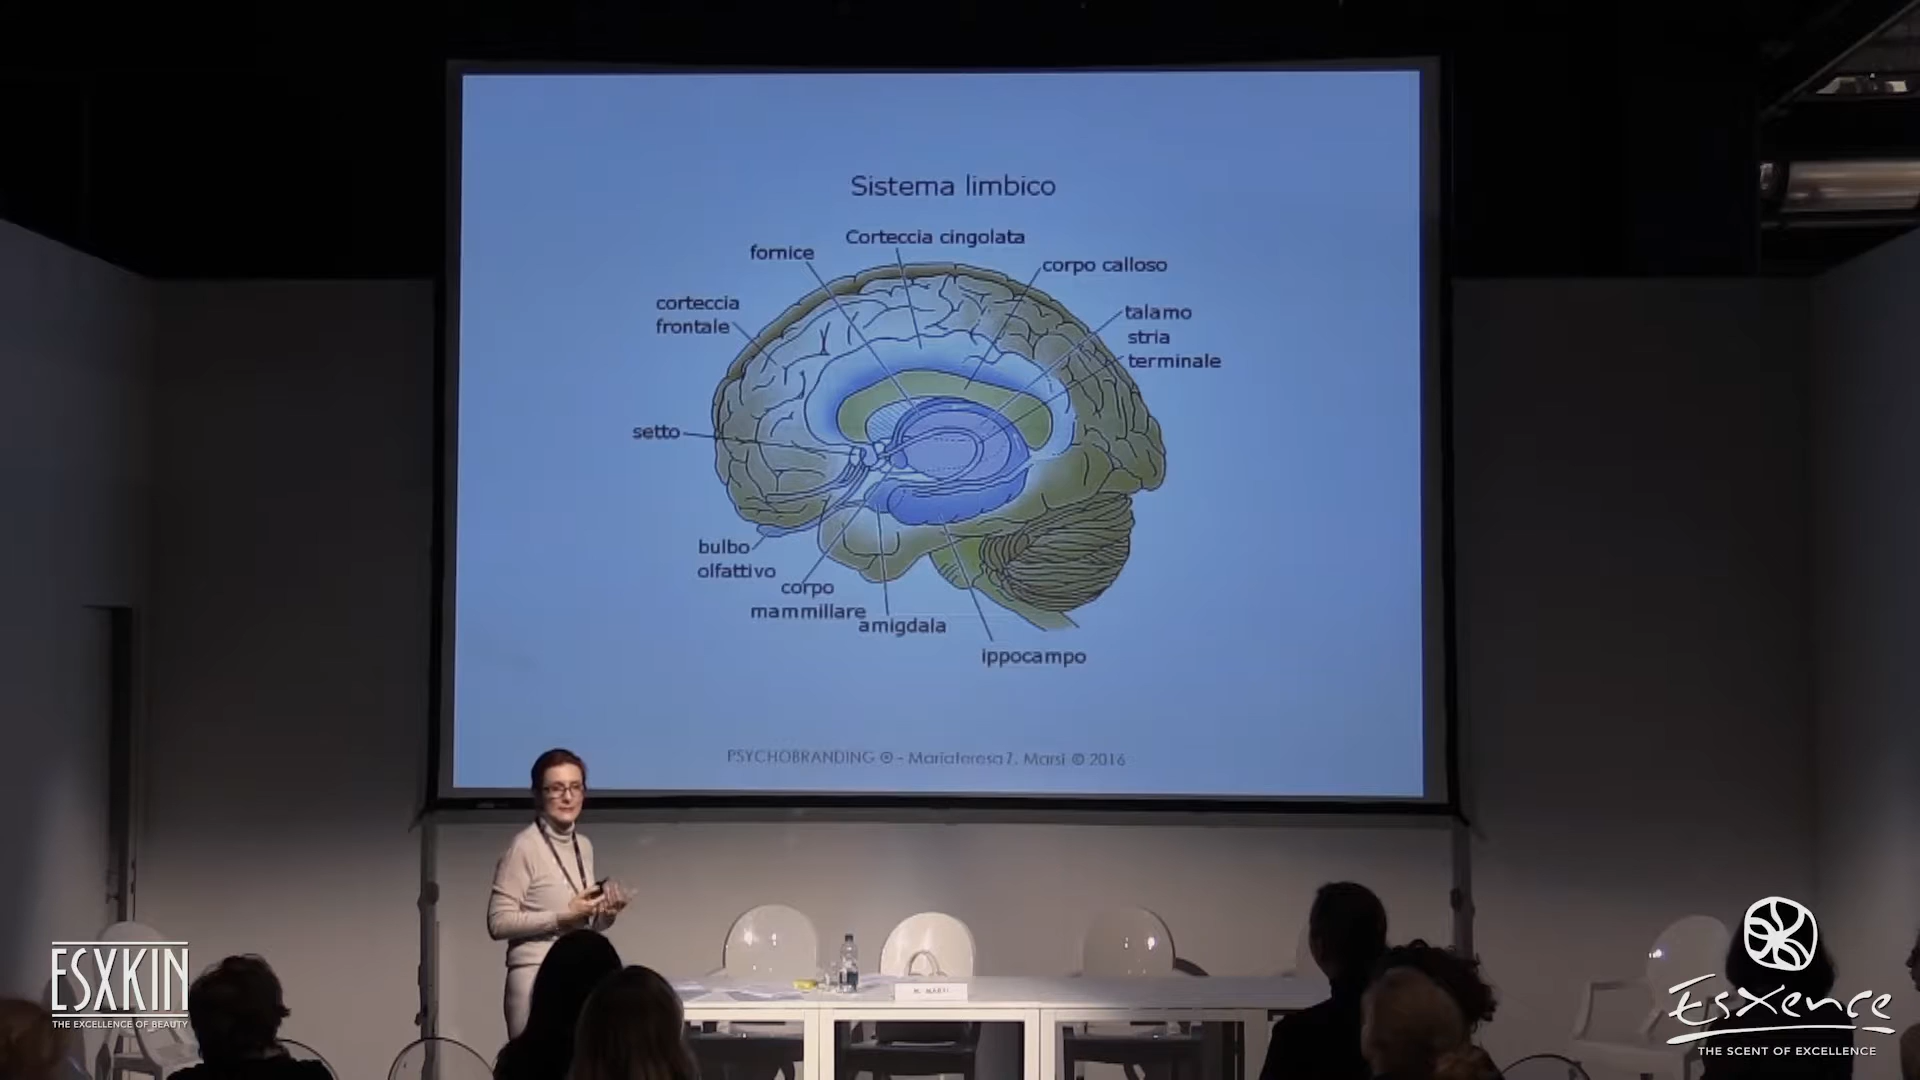 Sistema limbico
Corteccia cingolata
fornice
corpo calloso
corteccia
frontale
talamo
stria
terminale
setto
bulbo
olfattivo
corpo
mammillare
amigdala
ippocampo
PSYCHOBRANDING ® - Mariateresa Z. Marsi © 2016
ESXKIN
THE EXCELLENCE OF BEAUTY
EsXence
THE SCENT OF EXCELLENCE